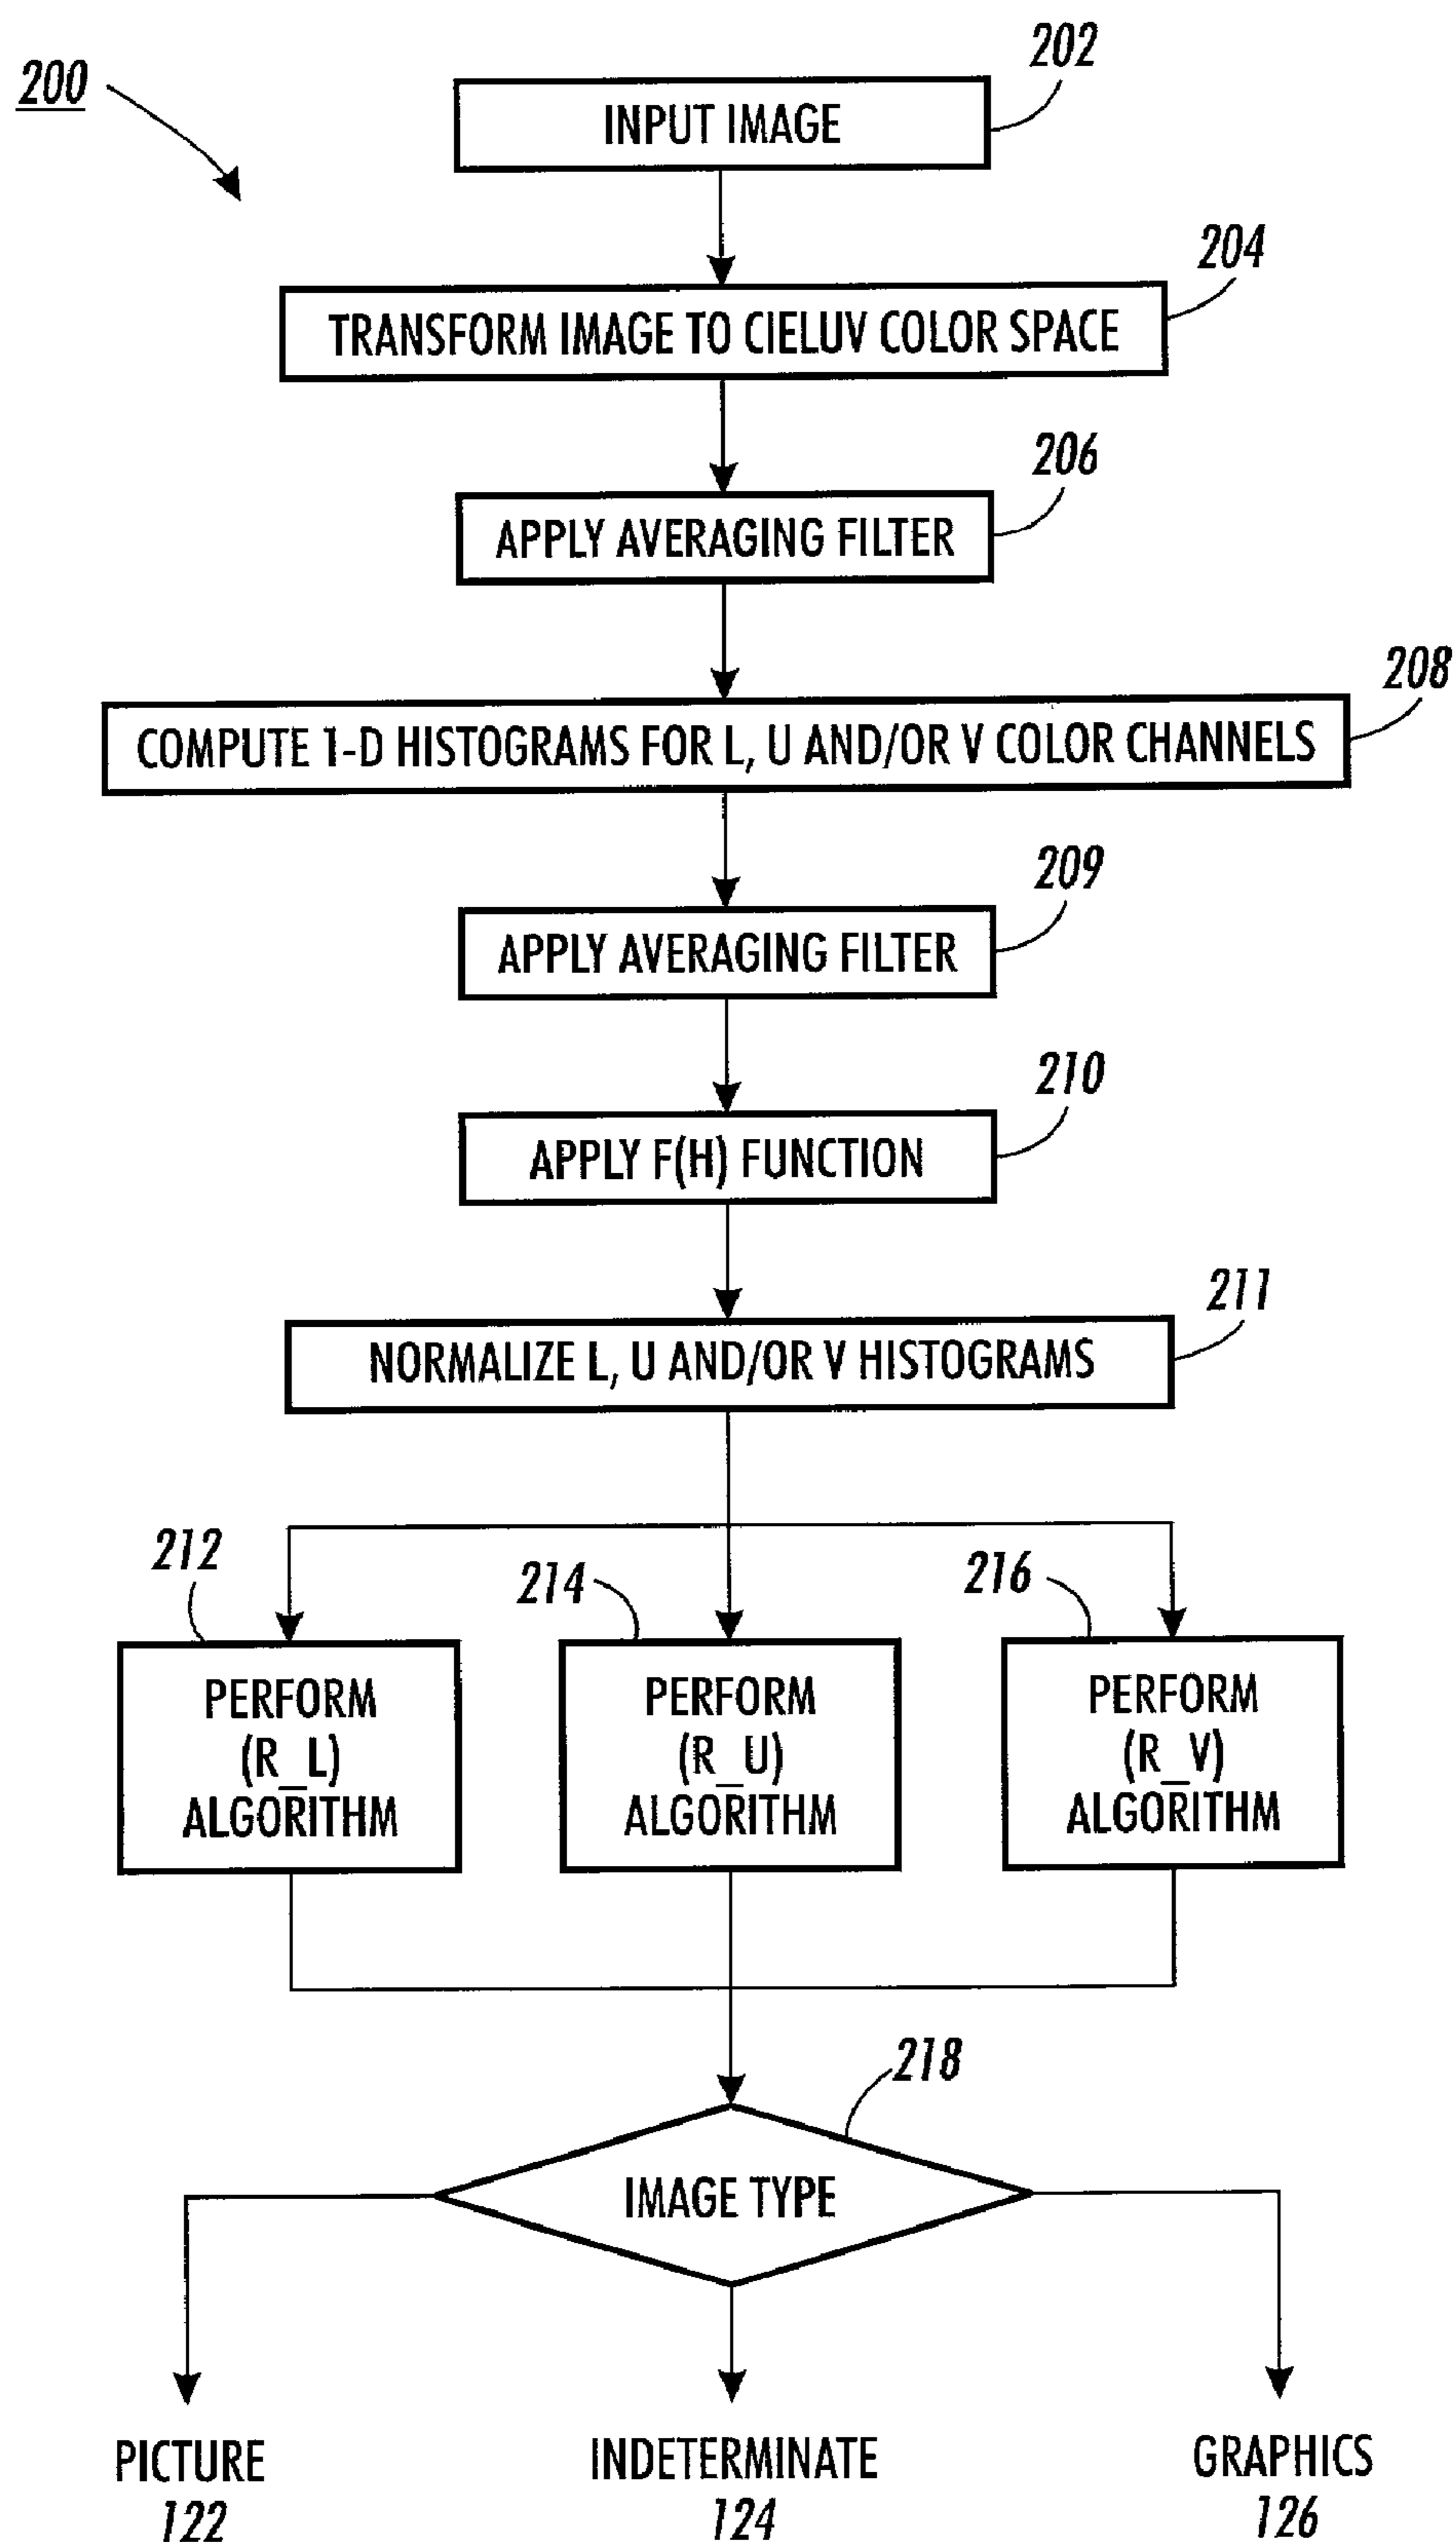 200
202
INPUT IMAGE
204
TRANSFORM IMAGE TO CIELUV COLOR SPACE
206
APPLY AVERAGING FILTER
208
COMPUTE 1-D HISTOGRAMS FOR L, U AND/OR V COLOR CHANNELS
209
APPLY AVERAGING FILTER
210
APPLY F(H) FUNCTION
211
NORMALIZE L, U AND/OR V HISTOGRAMS
212
PERFORM
(R_L)
ALGORITHM
214
PERFORM
(R_U)
ALGORITHM
216
PERFORM
(R_V)
ALGORITHM
218
IMAGE TYPE
PICTURE
122
INDETERMINATE
124
GRAPHICS
126